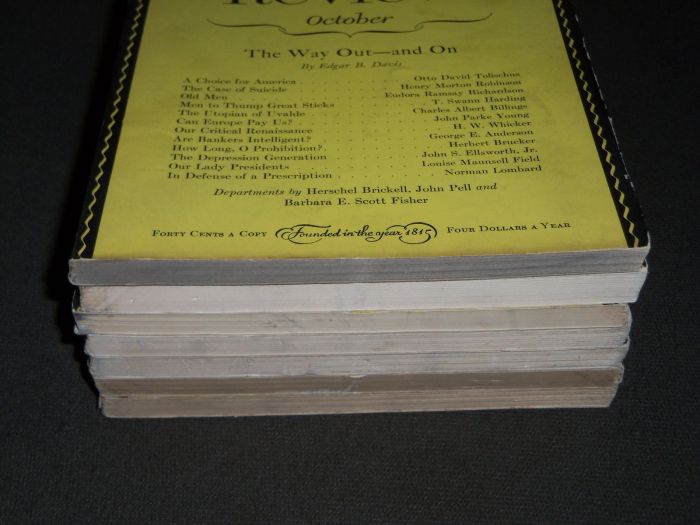 Review
October
The Way Out—and On
By Edgar B. Davis
A Choice for America . . . . . . . . . . Otto David Tolischus
The Case of Suicide . . . . . . . . . . Henry Morton Robinson
Old Men . . . . . . . . . . Eudora Ramsay Richardson
Men to Thump Great Sticks . . . . . . . . . . T. Swann Harding
The Utopian of Uvalde . . . . . . . . . . Charles Albert Billings
Can Europe Pay Us? . . . . . . . . . . John Parke Young
Our Critical Renaissance . . . . . . . . . . H. W. Whicker
Are Bankers Intelligent? . . . . . . . . . . George E. Anderson
How Long, O Prohibition? . . . . . . . . . . Herbert Brucker
The Depression Generation . . . . . . . . . . John S. Ellsworth, Jr.
Our Lady Presidents . . . . . . . . . . Louise Maunsell Field
In Defense of a Prescription . . . . . . . . . . Norman Lombard
Departments by Herschel Brickell, John Pell and
Barbara E. Scott Fisher
Forty Cents a Copy Founded in the year 1815 Four Dollars a Year